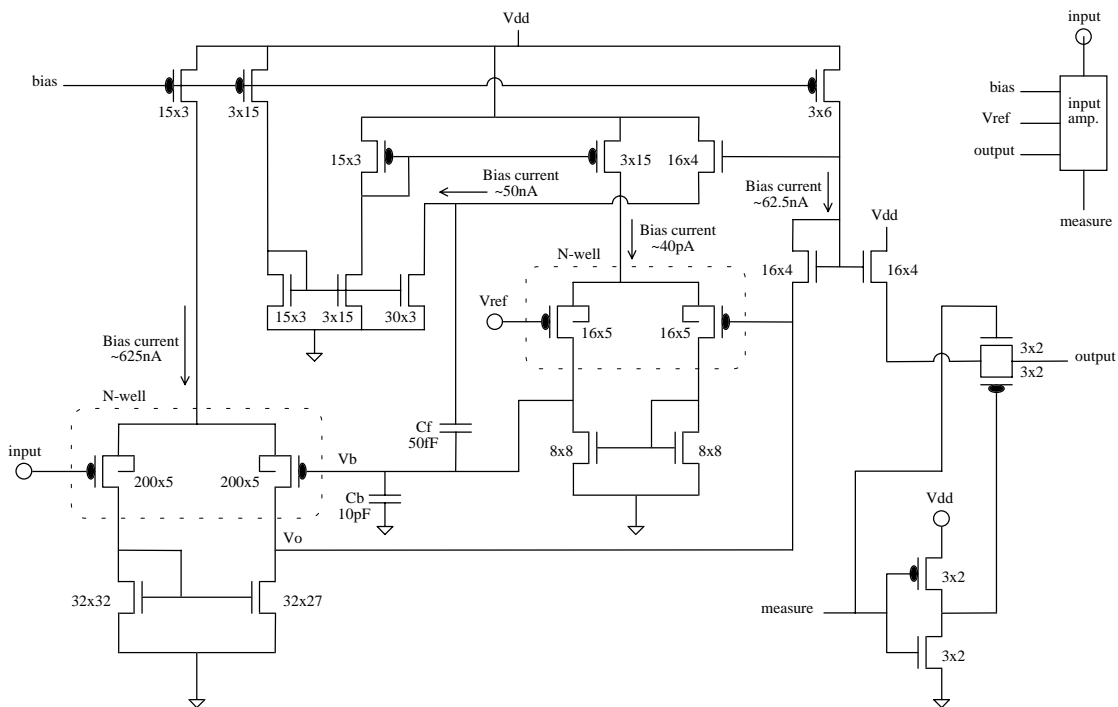 Vdd
input
bias
15x3
3x15
3x6
bias
Vref
output
input
amp.
measure
15x3
3x15
16x4
Bias current
~50nA
Bias current
~62.5nA
Vdd
Bias current
~40pA
N-well
16x4
16x4
15x3
3x15
30x3
Vref
16x5
16x5
Bias current
~625nA
3x2
3x2
output
N-well
Cf
50fF
8x8
8x8
input
200x5
200x5
Vb
Cb
10pF
Vdd
Vo
3x2
32x32
32x27
measure
3x2